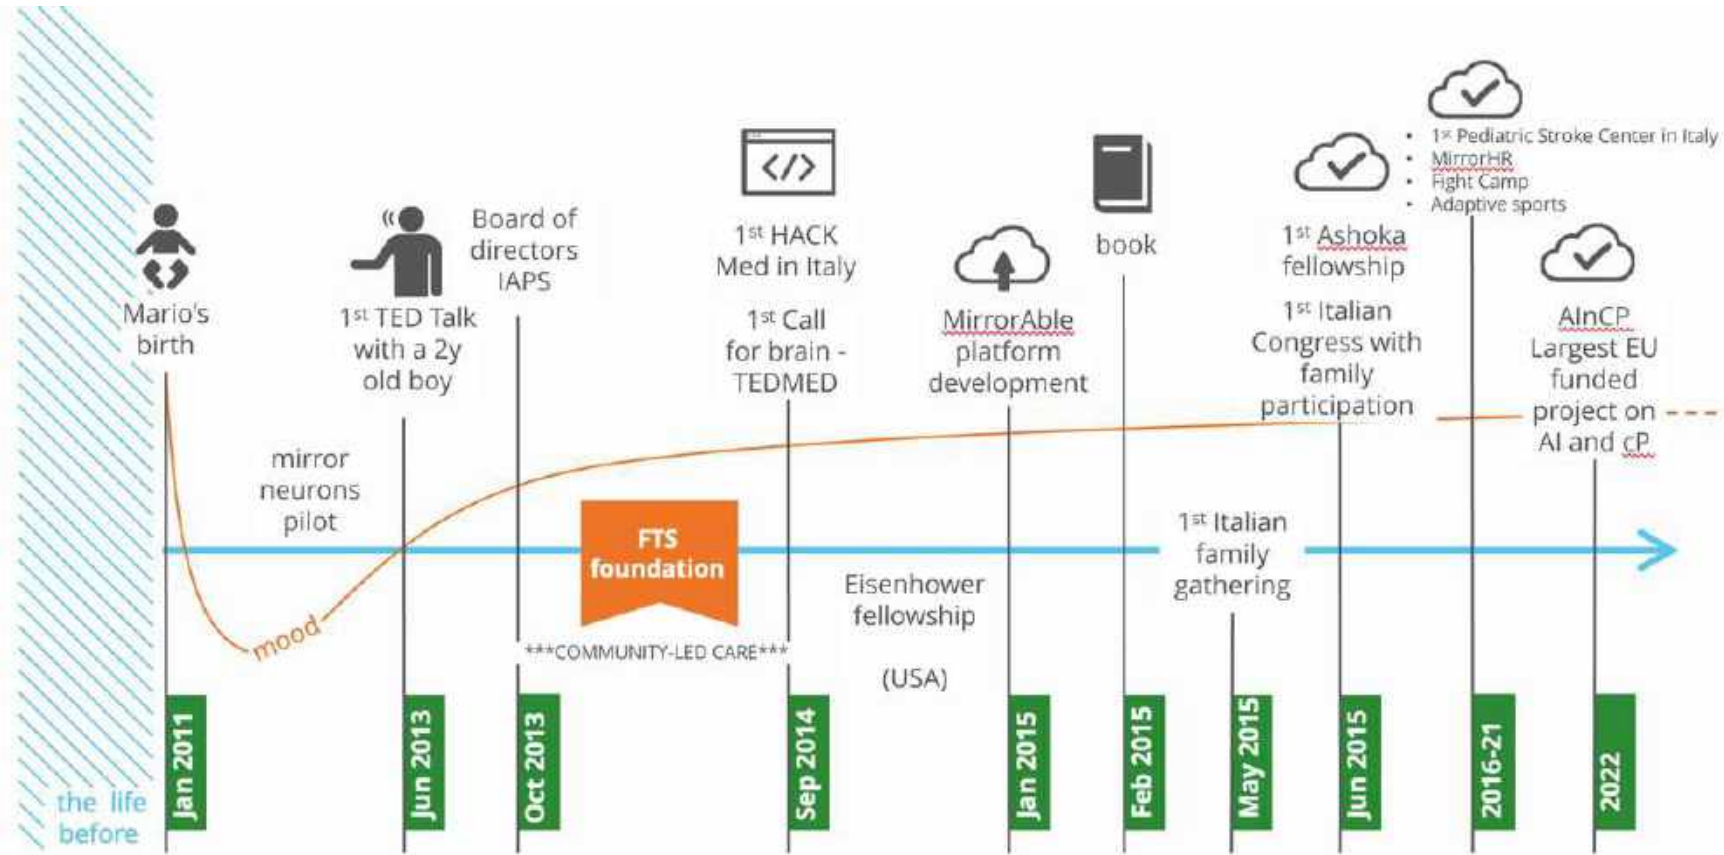 the life
before
Mario's
birth
mirror
neurons
pilot
mood
1st TED Talk
with a 2y
old boy
Board of
directors
IAPS
FTS
foundation
***COMMUNITY-LED CARE***
</>
1st HACK
Med in Italy
1st Call
for brain -
TEDMED
Eisenhower
fellowship
(USA)
MirrorAble
platform
development
book
1st Italian
family
gathering
1st Ashoka
fellowship
1st Italian
Congress with
family
participation
• 1st Pediatric Stroke Center in Italy
• MirrorHR
• Fight Camp
• Adaptive sports
AInCP
Largest EU
funded
project on
AI and cP
Jan 2011
Jun 2013
Oct 2013
Sep 2014
Jan 2015
Feb 2015
May 2015
Jun 2015
2016-21
2022